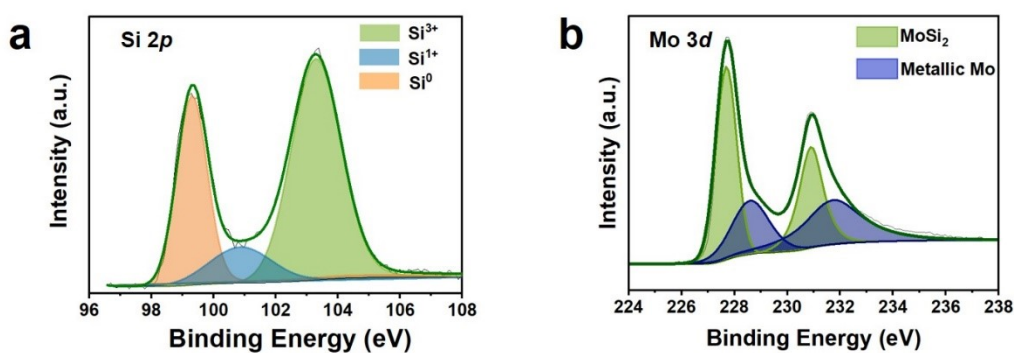 a
Si 2p
Si³⁺
Si¹⁺
Si⁰
Intensity (a.u.)
96 98 100 102 104 106 108
Binding Energy (eV)
b
Mo 3d
MoSi₂
Metallic Mo
Intensity (a.u.)
224 226 228 230 232 234 236 238
Binding Energy (eV)